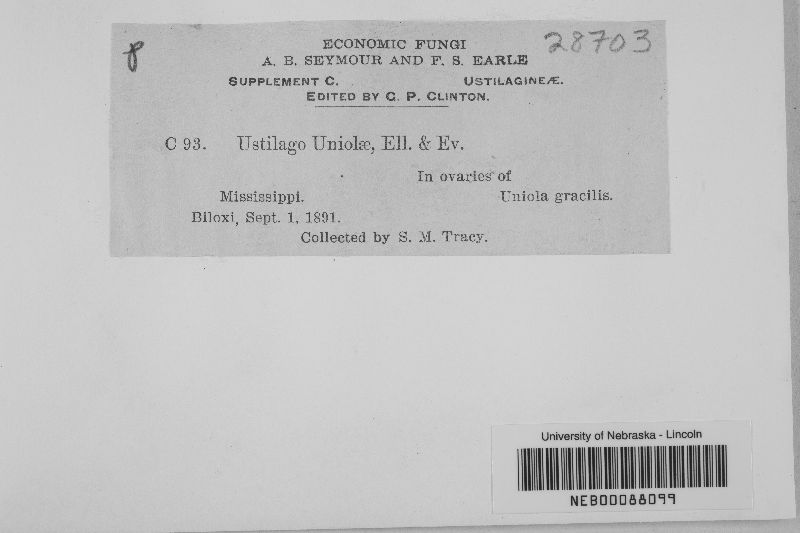 28703
ECONOMIC FUNGI
A. B. SEYMOUR AND F. S. EARLE
SUPPLEMENT C. USTILAGINEÆ.
EDITED BY G. P. CLINTON.
C 93. Ustilago Uniolæ, Ell. & Ev.
In ovaries of
Mississippi. Uniola gracilis.
Biloxi, Sept. 1, 1891.
Collected by S. M. Tracy.
University of Nebraska - Lincoln
NEB00088099